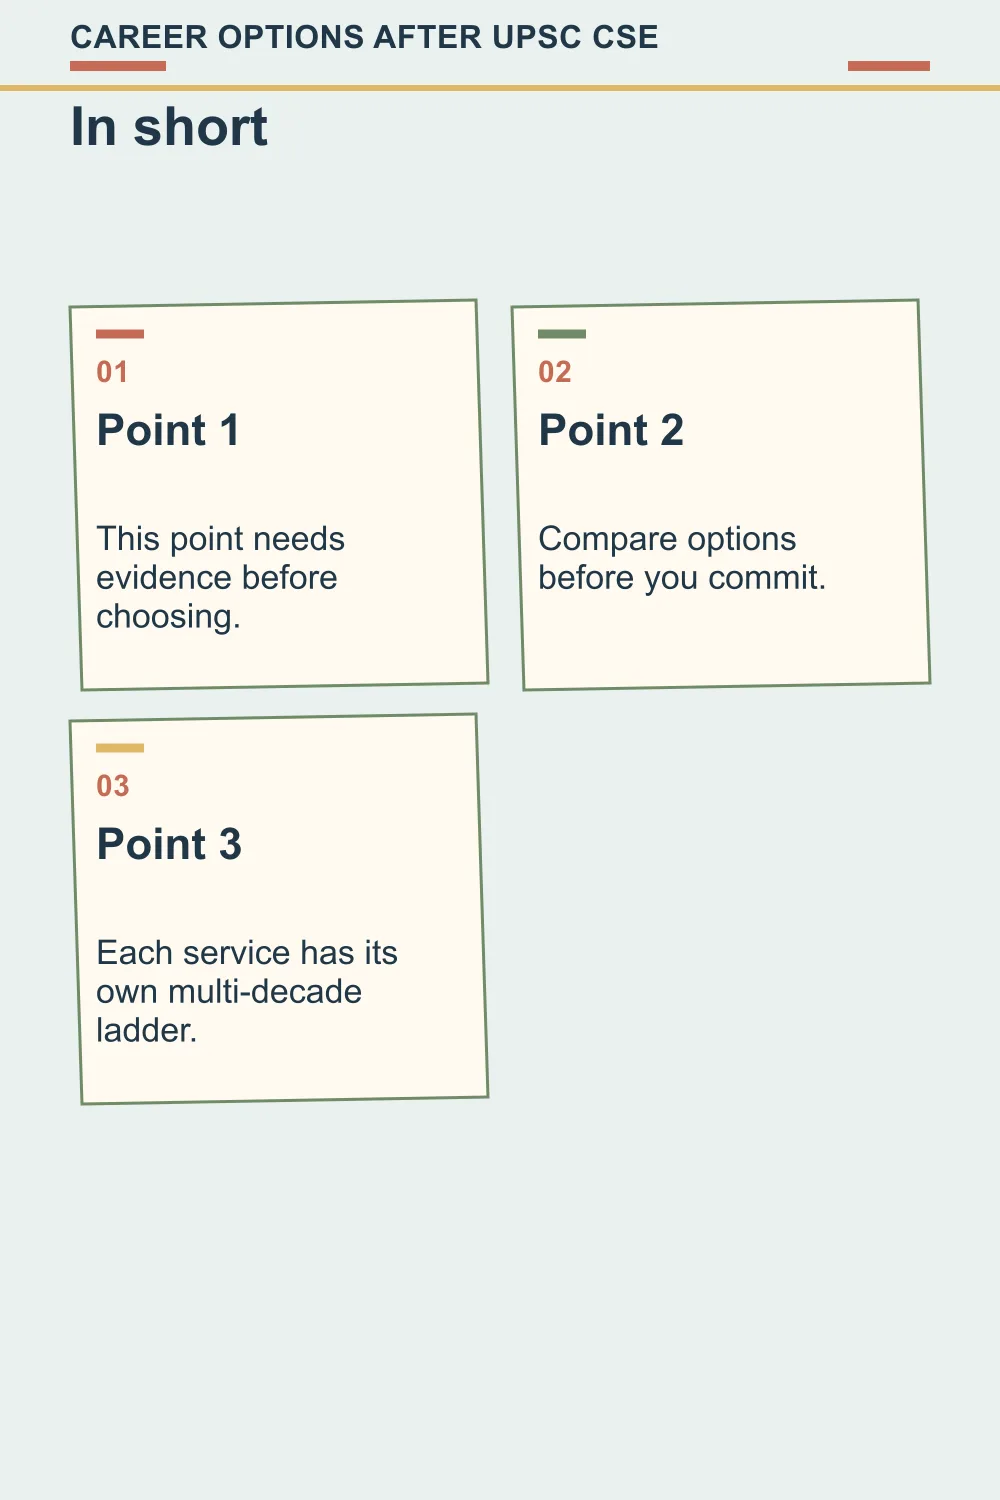 CAREER OPTIONS AFTER UPSC CSE
In short
01
Point 1
This point needs
evidence before
choosing.
02
Point 2
Compare options
before you commit.
03
Point 3
Each service has its
own multi-decade
ladder.